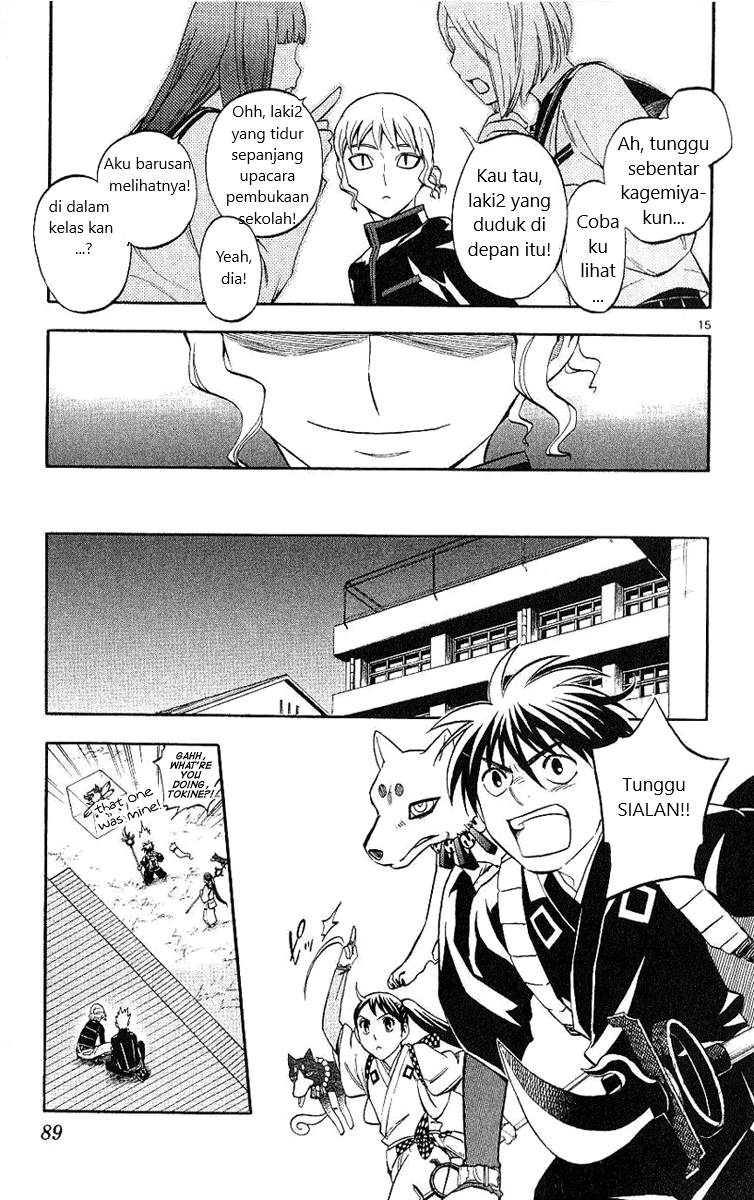 Ah, tunggu
sebentar
kagemiya-
kun...
Coba
ku
lihat
...
Kau tau,
laki2 yang
duduk di
depan itu!
Ohh, laki2
yang tidur
sepanjang
upacara
pembukaan
sekolah!
Yeah,
dia!
Aku barusan
melihatnya!
di dalam
kelas kan
...?
15
Tunggu
SIALAN!!
GAHH,
WHAT'RE
YOU
DOING,
TOKINE?!
that one
was mine!
ピッ
89